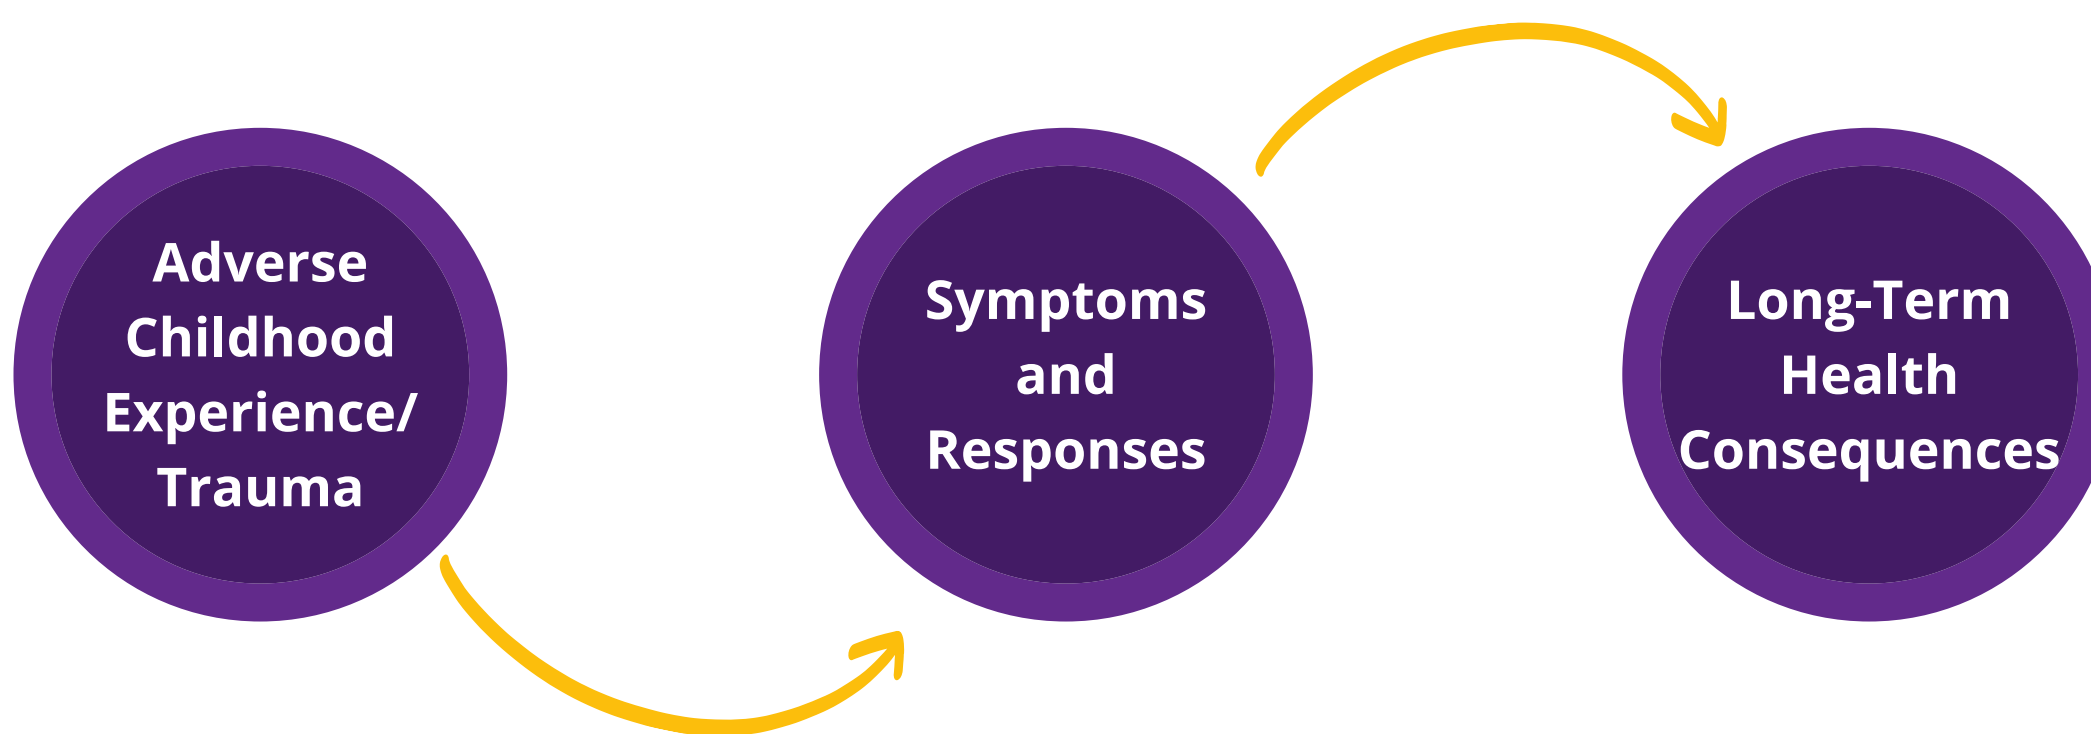 Adverse
Childhood
Experience/
Trauma
Symptoms
and
Responses
Long-Term
Health
Consequences